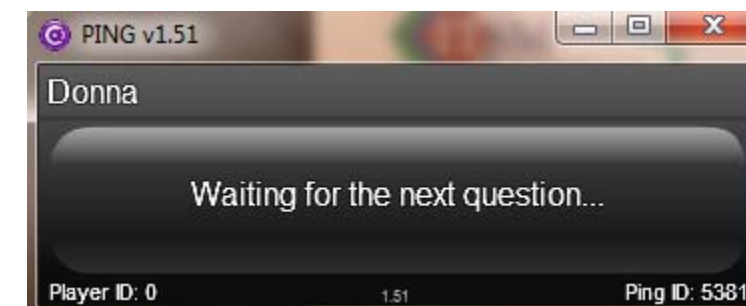 PING v1.51
Donna
Waiting for the next question...
Player ID: 0
1.51
Ping ID: 5381